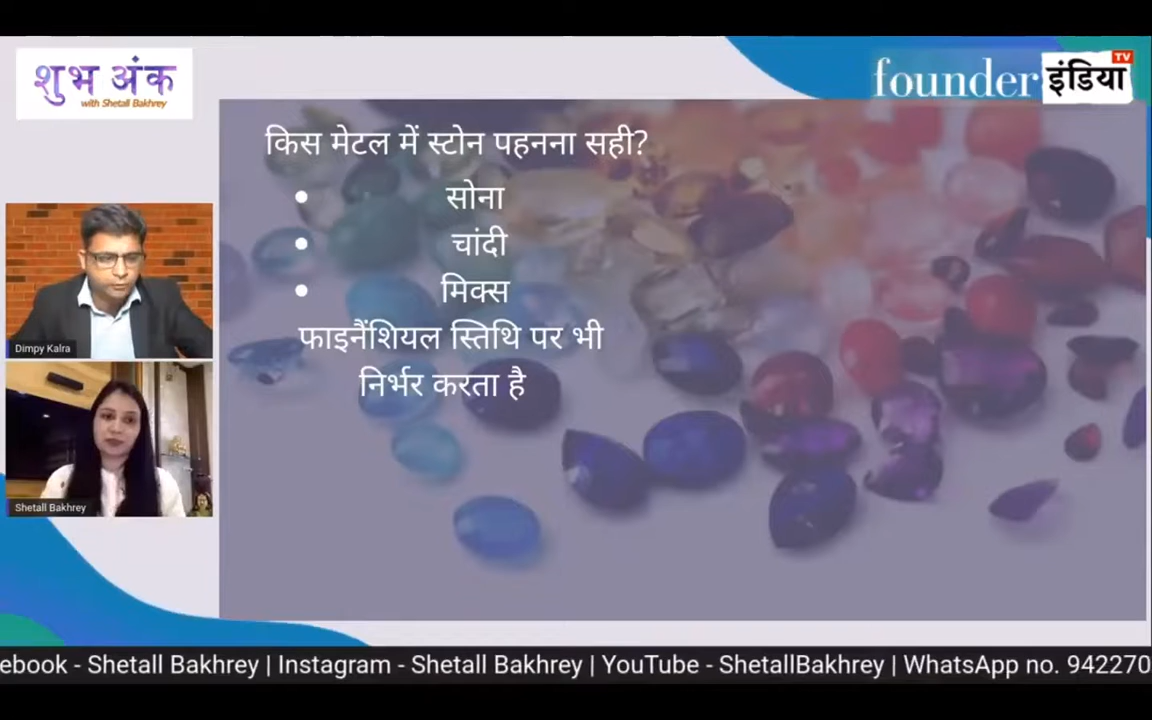 शुभ अंक
with Shetall Bakhrey
founder इंडिया TV
किस मेटल में स्टोन पहनना सही?
• सोना
• चांदी
• मिक्स
फाइनैंशियल स्तिथि पर भी
निर्भर करता है
Dimpy Kalra
Shetall Bakhrey
ebook - Shetall Bakhrey | Instagram - Shetall Bakhrey | YouTube - ShetallBakhrey | WhatsApp no. 942270